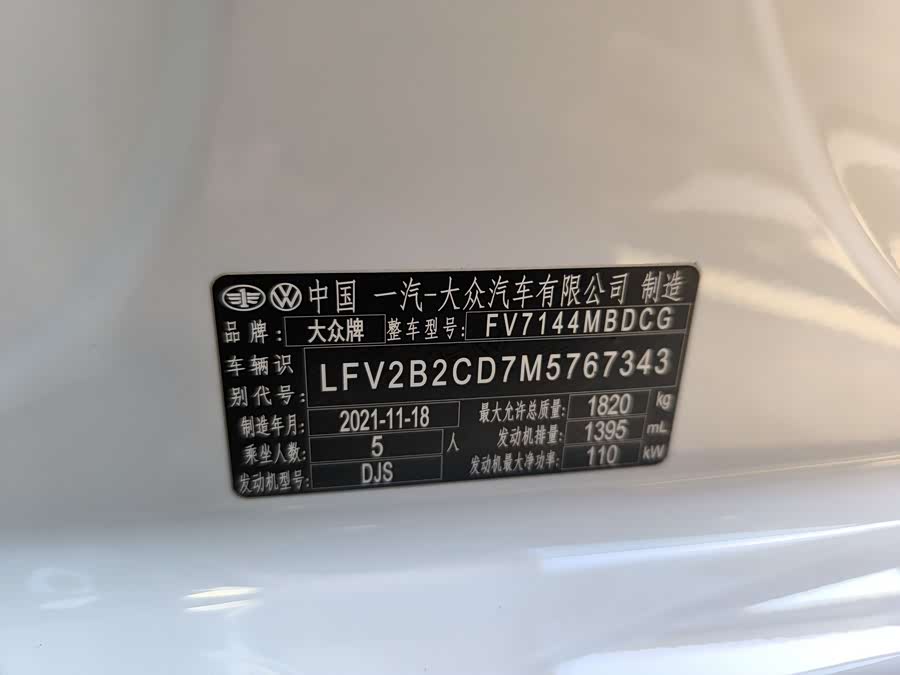 中国 一汽-大众汽车有限公司 制造
品牌: 大众牌 整车型号: FV7144MBDCG
车辆识别代号: LFV2B2CD7M5767343
制造年月: 2021-11-18 最大允许总质量: 1820 kg
乘坐人数: 5 人 发动机排量: 1395 mL
发动机型号: DJS 发动机最大净功率: 110 kW